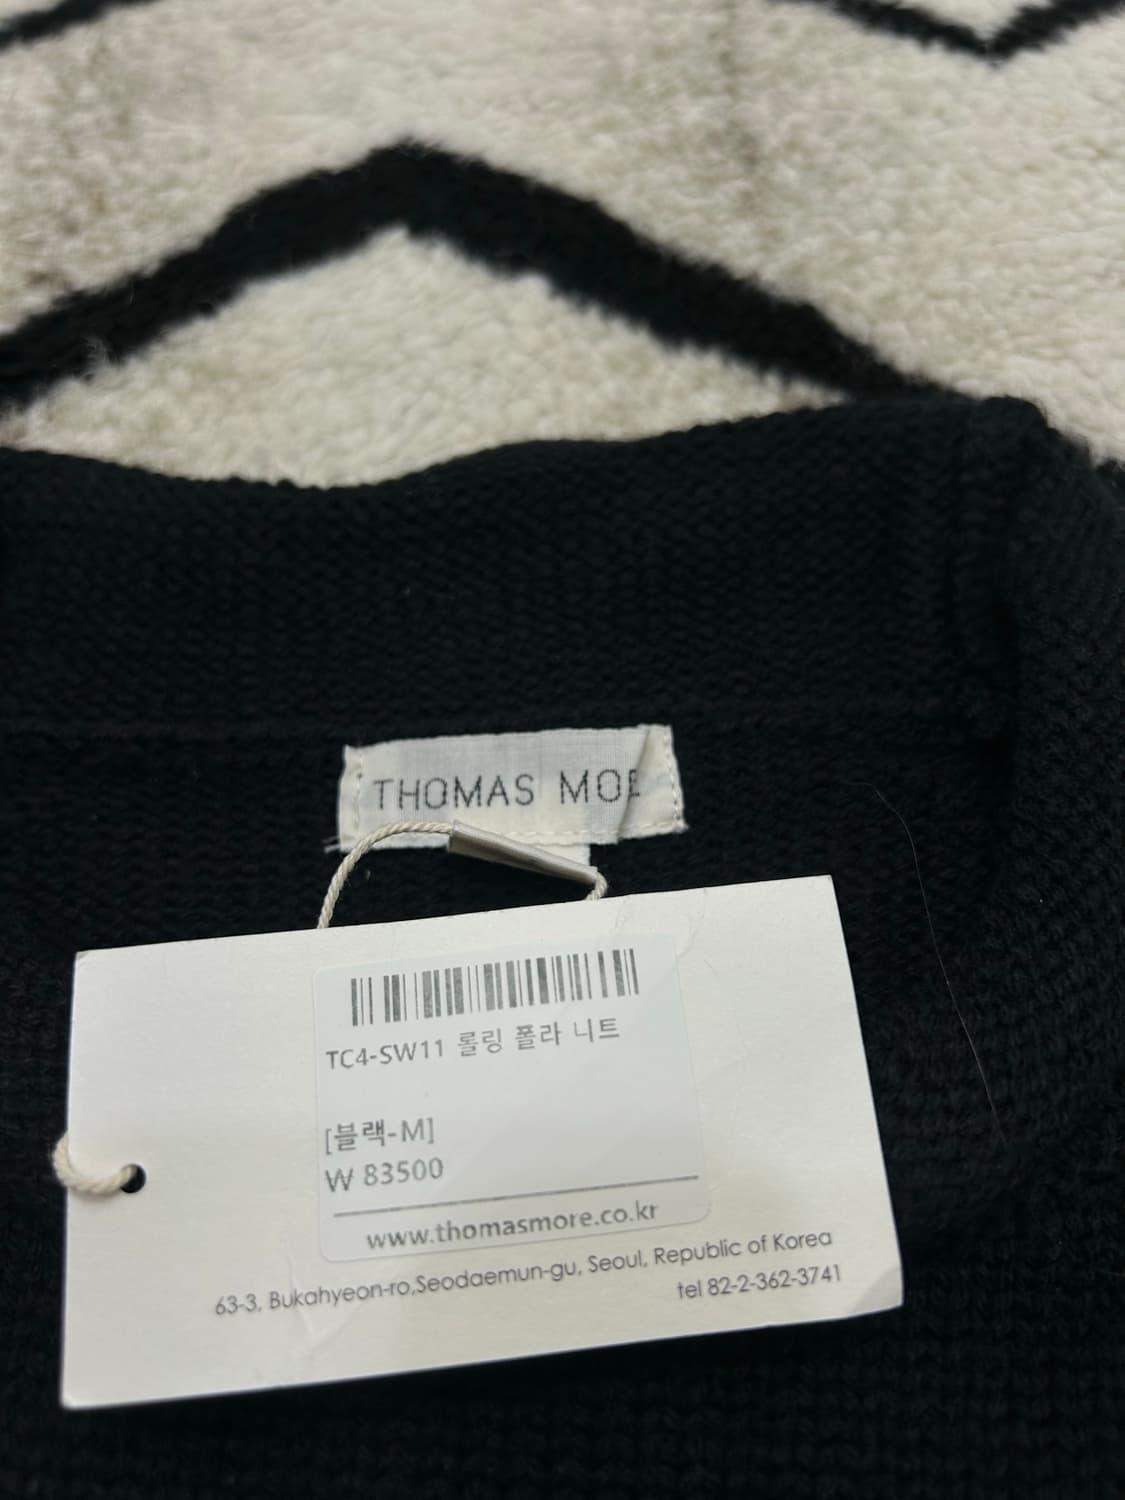 THOMAS MOE
TC4-SW11 롤링 폴라 니트
[블랙-M]
₩ 83500
www.thomasmore.co.kr
63-3, Bukahyeon-ro,Seodaemun-gu, Seoul, Republic of Korea
tel 82-2-362-3741